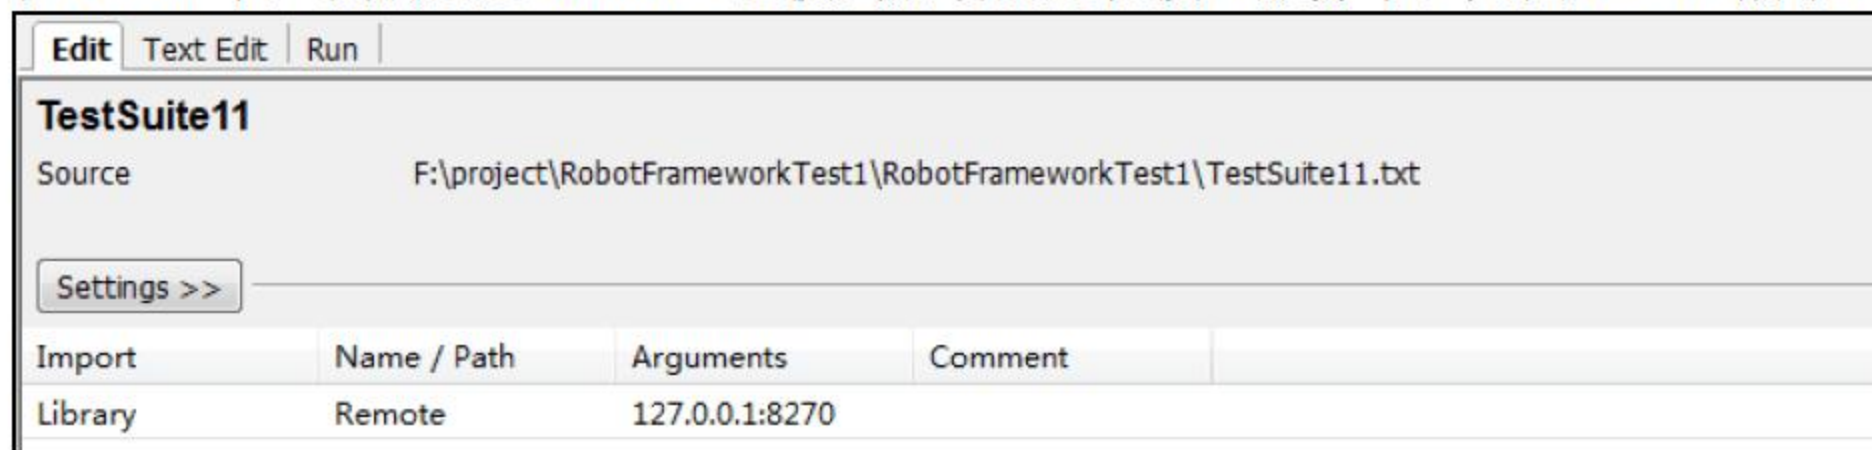 Edit Text Edit Run
TestSuite11
Source F:\project\RobotFrameworkTest1\RobotFrameworkTest1\TestSuite11.txt
Settings >>
Import Name / Path Arguments Comment
Library Remote 127.0.0.1:8270